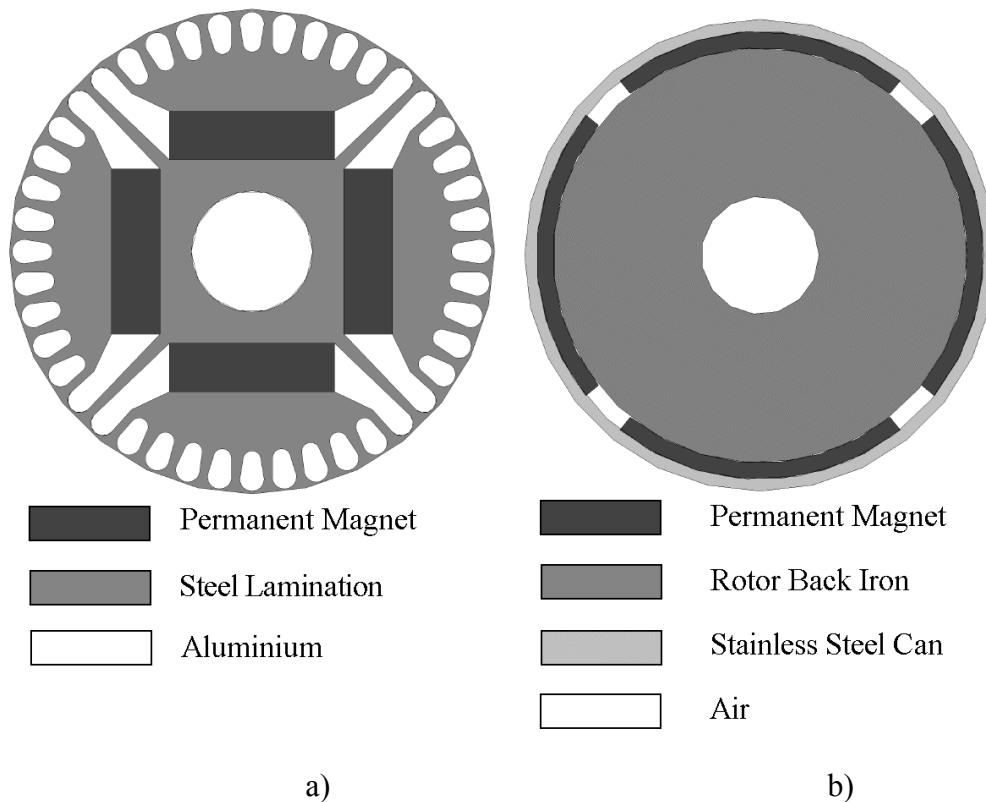 Permanent Magnet
Steel Lamination
Aluminium
a)
Permanent Magnet
Rotor Back Iron
Stainless Steel Can
Air
b)